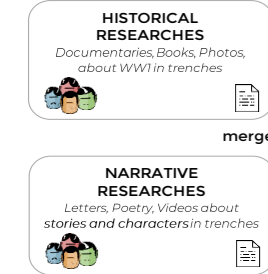 HISTORICAL
RESEARCHES
Documentaries, Books, Photos,
about WW1 in trenches
merge
NARRATIVE
RESEARCHES
Letters, Poetry, Videos about
stories and characters in trenches